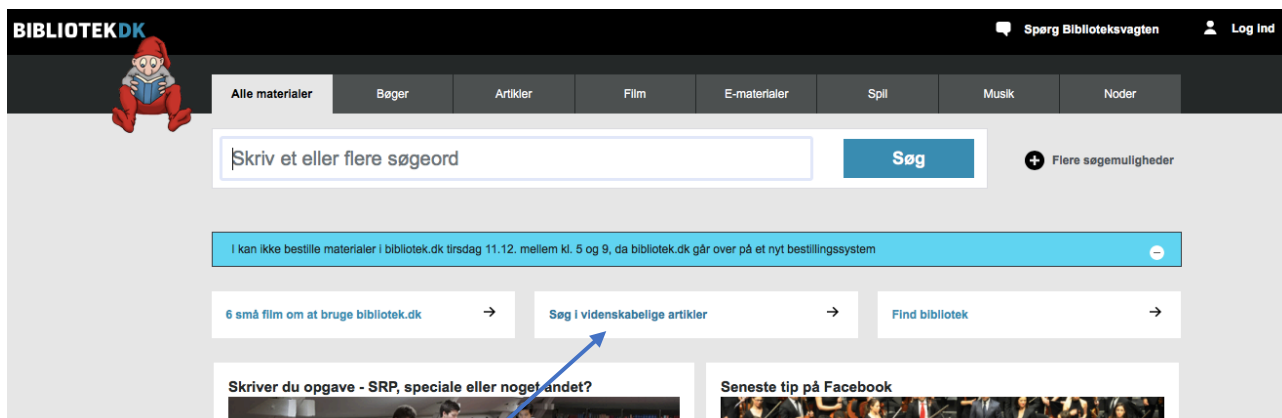 BIBLIOTEKDK
Spørg Biblioteksvagten
Log ind
Alle materialer
Bøger
Artikler
Film
E-materialer
Spil
Musik
Noder
Skriv et eller flere søgeord
Søg
Flere søgemuligheder
I kan ikke bestille materialer i bibliotek.dk tirsdag 11.12. mellem kl. 5 og 9, da bibliotek.dk går over på et nyt bestillingssystem
6 små film om at bruge bibliotek.dk
Søg i videnskabelige artikler
Find bibliotek
Skriver du opgave - SRP, speciale eller noget andet?
Seneste tip på Facebook